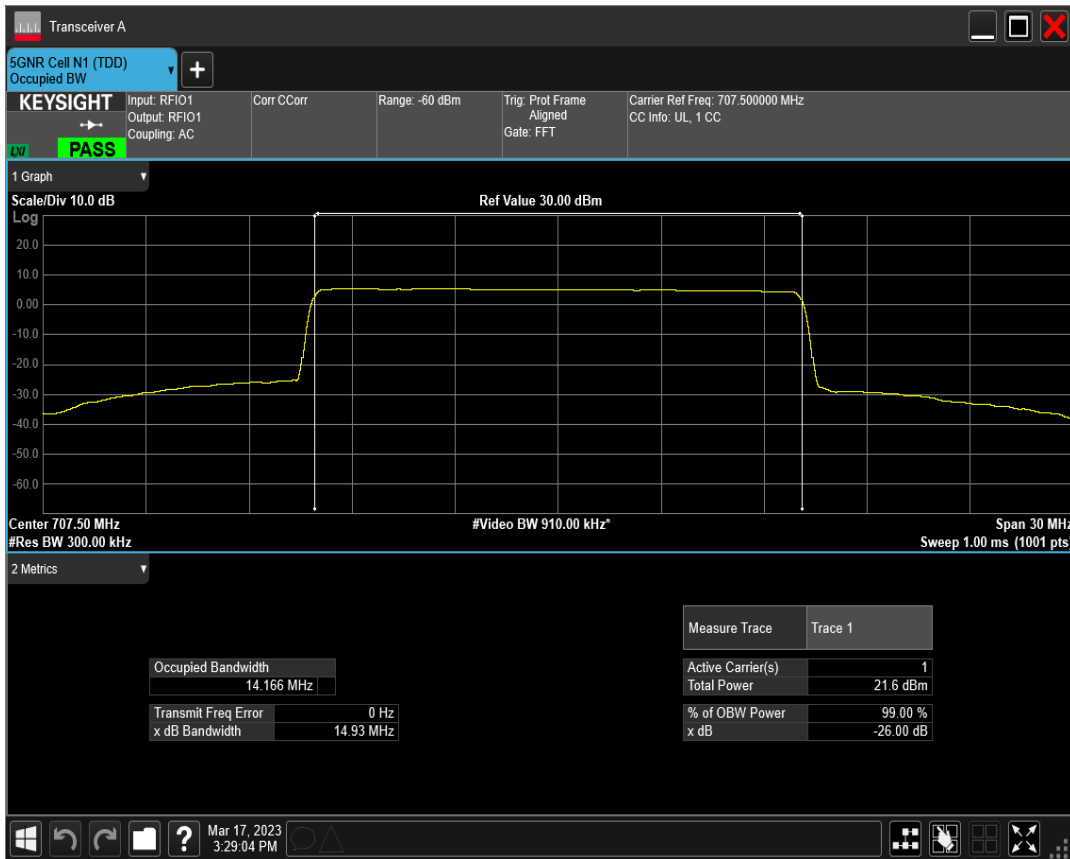 Transceiver A
5GNR Cell N1 (TDD)
Occupied BW
+
KEYSIGHT
LXI
PASS
Input: RFIO1
Output: RFIO1
Coupling: AC
Corr CCorr
Range: -60 dBm
Trig: Prot Frame
Aligned
Gate: FFT
Carrier Ref Freq: 707.500000 MHz
CC Info: UL, 1 CC
1 Graph
Scale/Div 10.0 dB
Ref Value 30.00 dBm
Log
20.0
10.0
0.00
-10.0
-20.0
-30.0
-40.0
-50.0
-60.0
Center 707.50 MHz
#Video BW 910.00 kHz*
Span 30 MHz
#Res BW 300.00 kHz
Sweep 1.00 ms (1001 pts)
2 Metrics
Measure Trace Trace 1
Occupied Bandwidth
14.166 MHz
Active Carrier(s) 1
Total Power 21.6 dBm
Transmit Freq Error 0 Hz
x dB Bandwidth 14.93 MHz
% of OBW Power 99.00 %
x dB -26.00 dB
?
Mar 17, 2023
3:29:04 PM